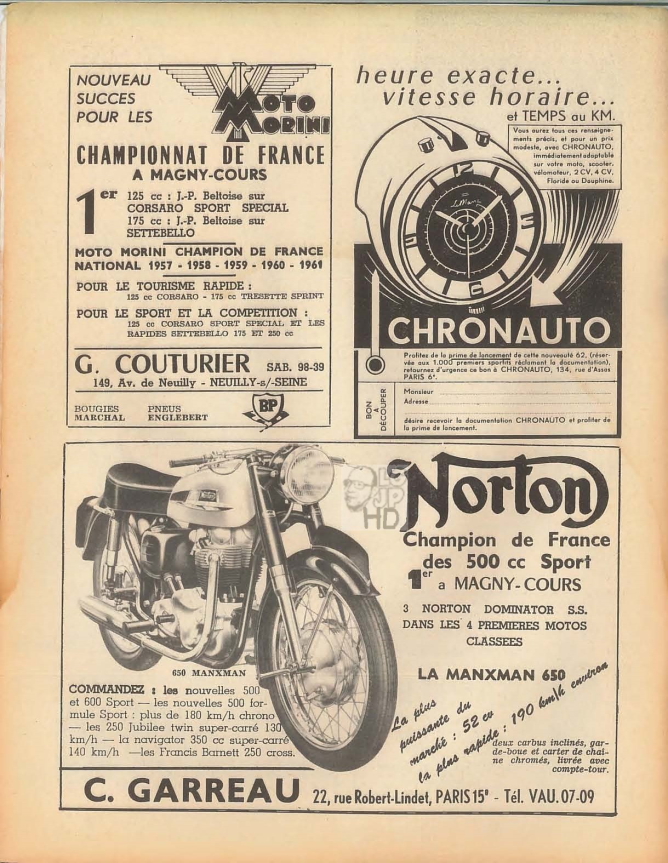 NOUVEAU
SUCCES
POUR LES
MOTO
MORINI
CHAMPIONNAT DE FRANCE
A MAGNY-COURS
1er
125 cc : J.-P. Beltoise sur
CORSARO SPORT SPECIAL
175 cc : J.-P. Beltoise sur
SETTEBELLO
MOTO MORINI CHAMPION DE FRANCE
NATIONAL 1957 - 1958 - 1959 - 1960 - 1961
POUR LE TOURISME RAPIDE :
125 cc CORSARO - 175 cc TRESETTE SPRINT
POUR LE SPORT ET LA COMPETITION :
125 cc CORSARO SPORT SPECIAL ET LES
RAPIDES SETTEBELLO 175 ET 250 cc
G. COUTURIER SAB. 98-39
149, Av. de Neuilly - NEUILLY-s/-SEINE
BOUGIES
MARCHAL
PNEUS
ENGLEBERT
BP
heure exacte...
vitesse horaire...
et TEMPS au KM.
Vous aurez tous ces renseigne-
ments précis, et pour un prix
modeste, avec CHRONAUTO,
immédiatement adaptable
sur votre moto, scooter,
vélomoteur, 2 CV, 4 CV,
Floride ou Dauphine.
12
CHRONAUTO
Profitez de la prime de lancement de cette nouveauté 62, (réser-
vée aux 1.000 premiers sportifs réclamant la documentation),
retournez d'urgence ce bon à CHRONAUTO, 134, rue d'Assas
PARIS 6e.
BON
A
DÉCOUPER
Monsieur
Adresse
désire recevoir la documentation CHRONAUTO et profiter de
la prime de lancement.
Norton
Champion de France
des 500 cc Sport
1er a MAGNY-COURS
3 NORTON DOMINATOR S.S.
DANS LES 4 PREMIERES MOTOS
CLASSEES
HD
650 MANXMAN
LA MANXMAN 650
La plus
puissante du
marché : 52 cv
la plus rapide : 190 km/h environ
deux carbus inclinés, gar-
de-boue et carter de chaî-
ne chromés, livrée avec
compte-tour.
COMMANDEZ : les nouvelles 500
et 600 Sport — les nouvelles 500 for-
mule Sport : plus de 180 km/h chrono
— les 250 Jubilee twin super-carré 130
km/h — la navigator 350 cc super-carré
140 km/h — les Francis Barnett 250 cross.
C. GARREAU 22, rue Robert-Lindet, PARIS 15e - Tél. VAU. 07-09